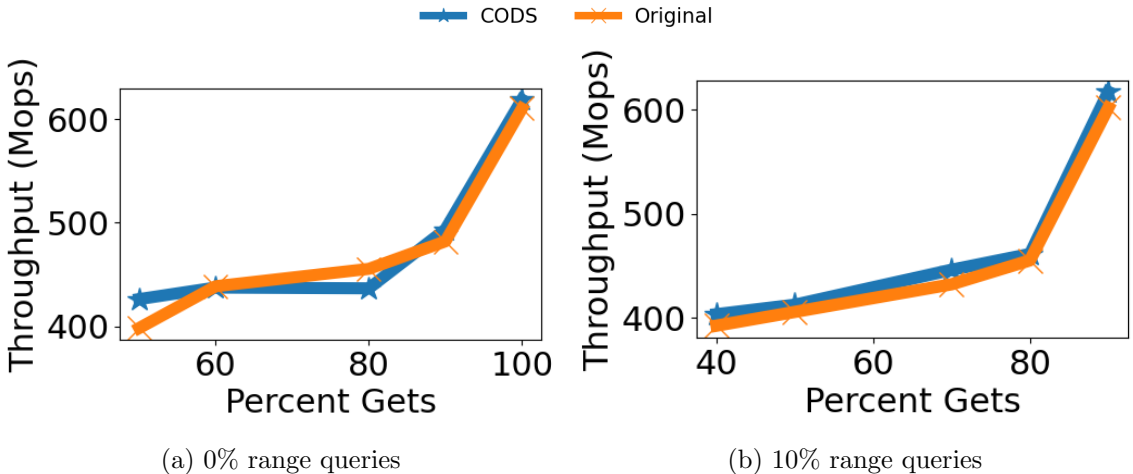 CODS Original
Throughput (Mops)
600
500
400
60 80 100
Percent Gets
(a) 0% range queries
Throughput (Mops)
600
500
400
40 60 80
Percent Gets
(b) 10% range queries